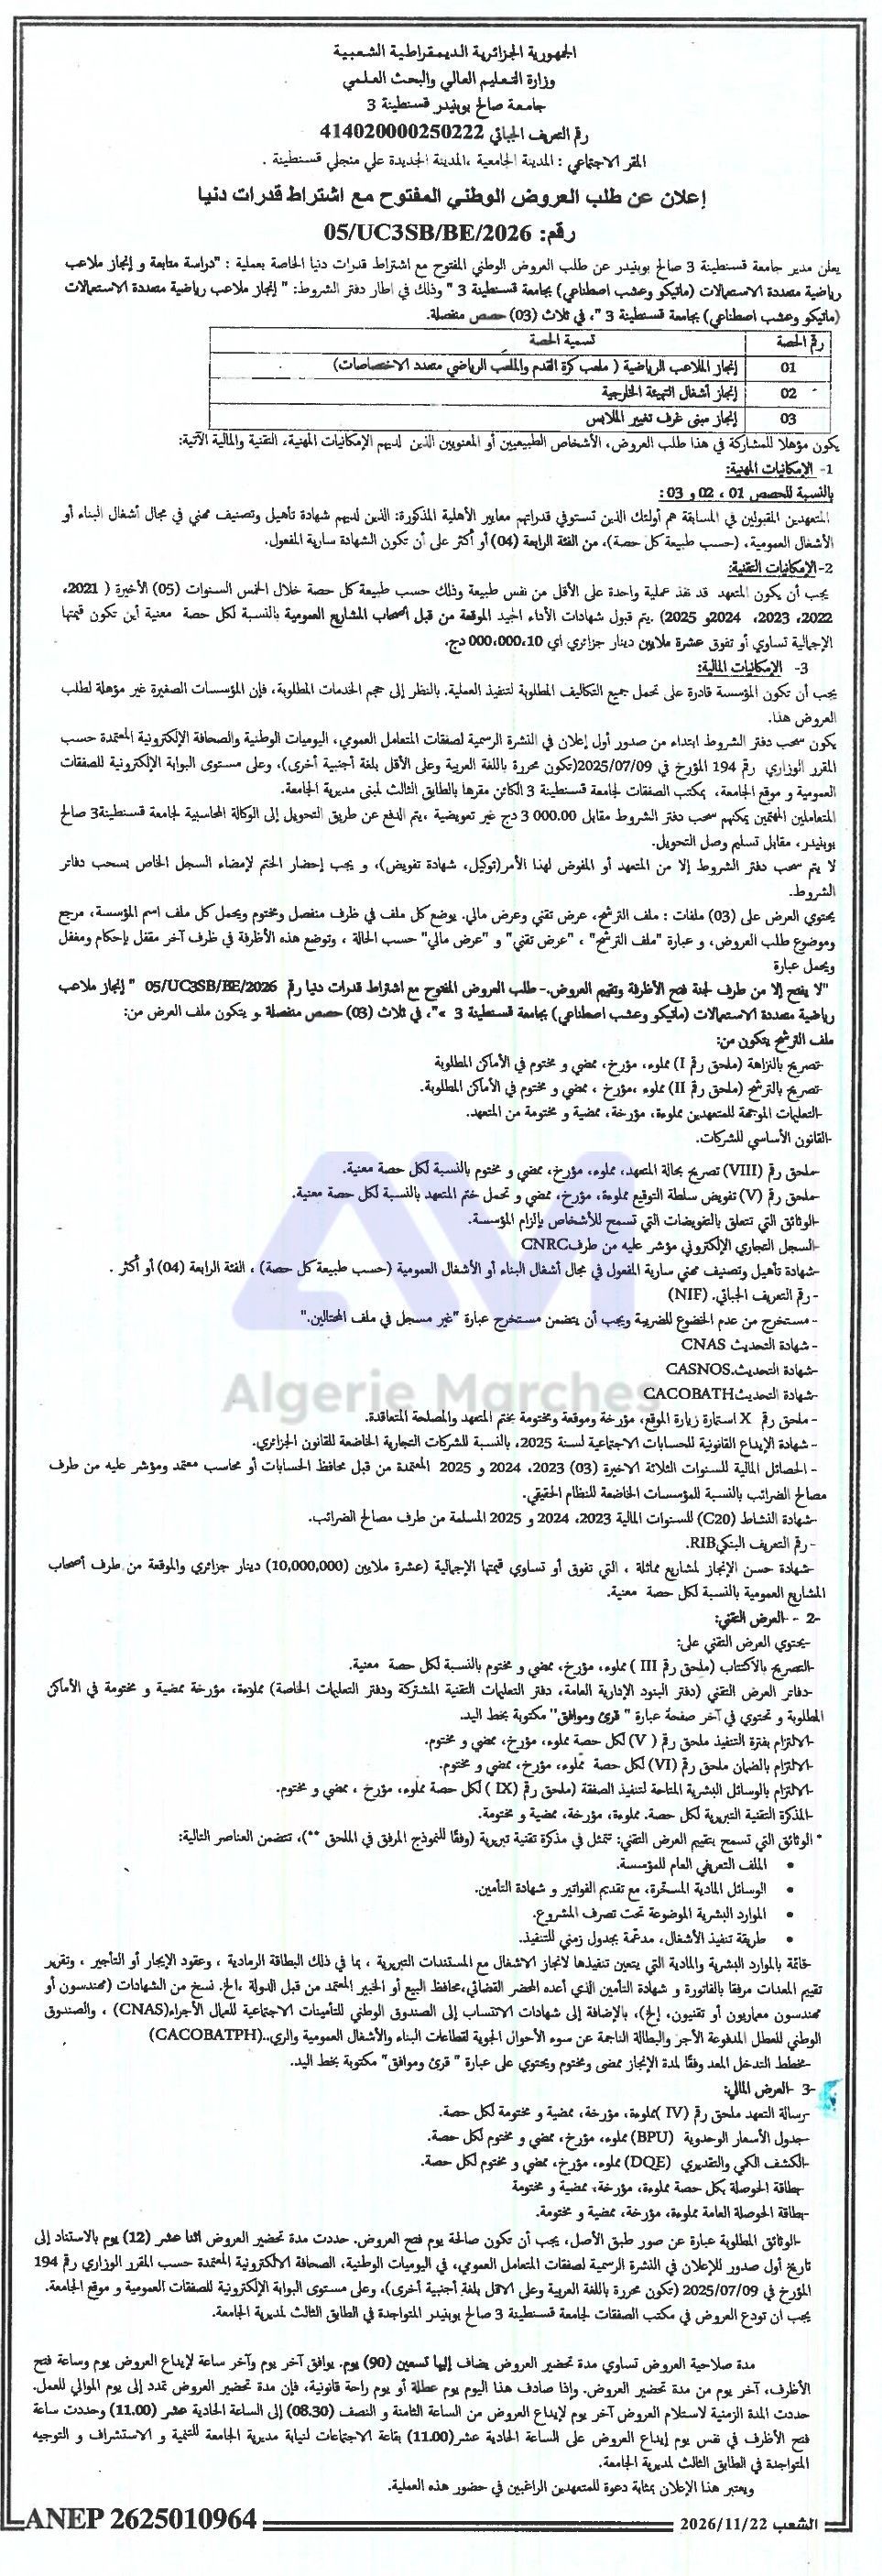 الجمهورية الجزائرية الديمقراطية الشعبية
وزارة التعليم العالي والبحث العلمي
جامعة صالح بوبنيدر قسنطينة 3
رقم التعريف الجبائي 414020000250222
المقر الاجتماعي : المدينة الجامعية ،المدينة الجديدة علي منجلي قسنطينة .
إعلان عن طلب العروض الوطني المفتوح مع اشتراط قدرات دنيا
رقم: 05/UC3SB/BE/2026
يعلن مدير جامعة قسنطينة 3 صالح بوبنيدر عن طلب العروض الوطني المفتوح مع اشتراط قدرات دنيا الخاصة بعملية : "دراسة متابعة و إنجاز ملاعب
رياضية متعددة الاستعمالات (ماتيكو وعشب اصطناعي) بجامعة قسنطينة 3 " وذلك في اطار دفتر الشروط: " إنجاز ملاعب رياضية متعددة الاستعمالات
(ماتيكو وعشب اصطناعي) بجامعة قسنطينة 3 "، في ثلاث (03) حصص منفصلة.
رقم الحصة تسمية الحصة
01 إنجاز الملاعب الرياضية ( ملعب كرة القدم والملعب الرياضي متعدد الاختصاصات)
02 إنجاز أشغال التهيئة الخارجية
03 إنجاز مبنى غرف تغيير الملابس
يكون مؤهلا للمشاركة في هذا طلب العروض، الأشخاص الطبيعيين أو المعنويين الذين لديهم الإمكانيات المهنية، التقنية والمالية الآتية:
1- الإمكانيات المهنية:
بالنسبة للحصص 01 ، 02 و 03 :
المتعهدين المقبولين في المسابقة هم أولئك الذين تستوفي قدراتهم معايير الأهلية المذكورة: الذين لديهم شهادة تأهيل وتصنيف مهني في مجال أشغال البناء أو
الأشغال العمومية، (حسب طبيعة كل حصة)، من الفئة الرابعة (04) أو أكثر على أن تكون الشهادة سارية المفعول.
2-الإمكانيات التقنية:
يجب أن يكون المتعهد قد نفذ عملية واحدة على الأقل من نفس طبيعة وذلك حسب طبيعة كل حصة خلال الخمس السنوات (05) الأخيرة ( 2021،
2022، 2023، 2024و 2025) .يتم قبول شهادات الأداء الجيد الموقعة من قبل أصحاب المشاريع العمومية بالنسبة لكل حصة معنية أين تكون قيمتها
الإجمالية تساوي أو تفوق عشرة ملايين دينار جزائري اي 000،000،10 دج.
3- الإمكانيات المالية:
يجب أن تكون المؤسسة قادرة على تحمل جميع التكاليف المطلوبة لتنفيذ العملية. بالنظر إلى حجم الخدمات المطلوبة، فإن المؤسسات الصغيرة غير مؤهلة لطلب
العروض هذا.
يكون سحب دفتر الشروط ابتداء من صدور أول إعلان في النشرة الرسمية لصفقات المتعامل العمومي، اليوميات الوطنية والصحافة الإلكترونية المعتمدة حسب
المقرر الوزاري رقم 194 المؤرخ في 2025/07/09(تكون محررة باللغة العربية وعلى الأقل بلغة أجنبية أخرى)، وعلى مستوى البوابة الإلكترونية للصفقات
العمومية و موقع الجامعة، بمكتب الصفقات لجامعة قسنطينة 3 الكائن مقرها بالطابق الثالث لمبنى مديرية الجامعة.
المتعاملين المهتمين يمكنهم سحب دفتر الشروط مقابل 3 000.00 دج غير تعويضية ،يتم الدفع عن طريق التحويل إلى الوكالة المحاسبية لجامعة قسنطينة3 صالح
بوبنيدر، مقابل تسليم وصل التحويل.
لا يتم سحب دفتر الشروط إلا من المتعهد أو المفوض لهذا الأمر(توكيل، شهادة تفويض)، و يجب إحضار الختم لإمضاء السجل الخاص بسحب دفاتر
الشروط.
يحتوي العرض على (03) ملفات : ملف الترشح، عرض تقني وعرض مالي. يوضع كل ملف في ظرف منفصل ومختوم ويحمل كل ملف اسم المؤسسة، مرجع
وموضوع طلب العروض، و عبارة "ملف الترشح" ، "عرض تقني" و "عرض مالي" حسب الحالة ، وتوضع هذه الأظرفة في ظرف آخر مقفل بإحكام ومغفل
ويحمل عبارة
"لا يفتح إلا من طرف لجنة فتح الأظرفة وتقييم العروض.- طلب العروض المفتوح مع اشتراط قدرات دنيا رقم 05/UC3SB/BE/2026 " إنجاز ملاعب
رياضية متعددة الاستعمالات (ماتيكو وعشب اصطناعي) بجامعة قسنطينة 3 »"، في ثلاث (03) حصص منفصلة .و يتكون ملف العرض من:
ملف الترشح يتكون من:
-تصريح بالنزاهة (ملحق رقم I) مملوء، مؤرخ، ممضي و مختوم في الأماكن المطلوبة
-تصريح بالترشح (ملحق رقم II) مملوء ،مؤرخ ، ممضي و مختوم في الأماكن المطلوبة.
-التعليمات الموجهة للمتعهدين مملوءة، مؤرخة، ممضية و مختومة من المتعهد.
-القانون الأساسي للشركات.
-ملحق رقم (VIII) تصريح بحالة المتعهد، مملوء، مؤرخ، ممضي و مختوم بالنسبة لكل حصة معنية.
-ملحق رقم (V) تفويض سلطة التوقيع مملوءة، مؤرخ، ممضي و تحمل ختم المتعهد بالنسبة لكل حصة معنية.
-الوثائق التي تتعلق بالتفويضات التي تسمح للأشخاص بإلزام المؤسسة.
-السجل التجاري الإلكتروني مؤشر عليه من طرفCNRC
-شهادة تأهيل وتصنيف مهني سارية المفعول في مجال أشغال البناء أو الأشغال العمومية (حسب طبيعة كل حصة) ، الفئة الرابعة (04) أو أكثر .
- رقم التعريف الجبائي. (NIF)
- مستخرج من عدم الخضوع للضريبة ويجب أن يتضمن مستخرج عبارة "غير مسجل في ملف المحتالين."
- شهادة التحديث CNAS
-شهادة التحديث.CASNOS
-شهادة التحديثCACOBATH
- ملحق رقم X استمارة زيارة الموقع، مؤرخة وموقعة ومختومة بختم المتعهد والمصلحة المتعاقدة.
- شهادة الإيداع القانونية للحسابات الاجتماعية لسنة 2025، بالنسبة للشركات التجارية الخاضعة للقانون الجزائري.
- الحصائل المالية للسنوات الثلاثة الاخيرة (03) 2023، 2024 و 2025 المعتمدة من قبل محافظ الحسابات أو محاسب معتمد ومؤشر عليه من طرف
مصالح الضرائب بالنسبة للمؤسسات الخاضعة للنظام الحقيقي.
-شهادة النشاط (C20) للسنوات المالية 2023، 2024 و 2025 المسلمة من طرف مصالح الضرائب.
- رقم التعريف البنكيRIB.
-شهادة حسن الإنجاز لمشاريع مماثلة ، التي تفوق أو تساوي قيمتها الإجمالية (عشرة ملايين (10,000,000) دينار جزائري والموقعة من طرف أصحاب
المشاريع العمومية بالنسبة لكل حصة معنية.
-2 - -العرض التقني:
-يحتوي العرض التقني على:
-التصريح بالاكتتاب (ملحق رقم III ) مملوء، مؤرخ، ممضي و مختوم بالنسبة لكل حصة معنية.
-دفاتر العرض التقني (دفتر البنود الإدارية العامة، دفتر التعليمات التقنية المشتركة ودفتر التعليمات الخاصة) مملوءة، مؤرخة ممضية و مختومة في الأماكن
المطلوبة و تحتوي في آخر صفحة عبارة " قرئ وموافق" مكتوبة بخط اليد.
-الالتزام بفترة التنفيذ ملحق رقم ( V) لكل حصة مملوء، مؤرخ، ممضي و مختوم.
-الالتزام بالضمان ملحق رقم (VI) لكل حصة مملوء، مؤرخ، ممضي و مختوم.
-الالتزام بالوسائل البشرية المتاحة لتنفيذ الصفقة (ملحق رقم (IX ) لكل حصة مملوء، مؤرخ ، ممضي و مختوم.
-المذكرة التقنية التبريرية لكل حصة. مملوءة، مؤرخة، ممضية و مختومة.
* الوثائق التي تسمح بتقييم العرض التقني: تتمثل في مذكرة تقنية تبريرية (وفقًا للنموذج المرفق في الملحق **)، تتضمن العناصر التالية:
• الملف التعريفي العام للمؤسسة.
• الوسائل المادية المسخّرة، مع تقديم الفواتير و شهادة التأمين.
• الموارد البشرية الموضوعة تحت تصرف المشروع.
• طريقة تنفيذ الأشغال، مدعّمة بجدول زمني للتنفيذ.
-قائمة بالموارد البشرية والمادية التي يتعين تنفيذها لانجاز الاشغال مع المستندات التبريرية ، بما في ذلك البطاقة الرمادية ، وعقود الإيجار أو التأجير ، وتقرير
تقييم المعدات مرفقا بالفاتورة و شهادة التأمين الذي أعده المحضر القضائي،محافظ البيع أو الخبير المعتمد من قبل الدولة ،الخ. نسخ من الشهادات (مهندسون أو
مهندسون معماريون أو تقنيون، إلخ)، بالإضافة إلى شهادات الانتساب إلى الصندوق الوطني للتأمينات الاجتماعية للعمال الأجراء(CNAS) ، والصندوق
الوطني للعطل المدفوعة الأجر والبطالة الناجمة عن سوء الأحوال الجوية لقطاعات البناء والأشغال العمومية والري..(CACOBATPH)
-مخطط التدخل المعد وفقًا لمدة الإنجاز ممضى ومختوم ويحتوي على عبارة " قرئ وموافق" مكتوبة بخط اليد.
-3 -العرض المالي:
-رسالة التعهد ملحق رقم (IV )مملوءة، مؤرخة، ممضية و مختومة لكل حصة.
-جدول الأسعار الوحدوية (BPU) مملوء، مؤرخ، ممضي و مختوم لكل حصة.
-الكشف الكمي والتقديري (DQE) مملوء، مؤرخ، ممضي و مختوم لكل حصة.
-بطاقة الحوصلة بكل حصة مملوءة، مؤرخة، ممضية و مختومة
-بطاقة الحوصلة العامة مملوءة، مؤرخة، ممضية و مختومة.
-الوثائق المطلوبة عبارة عن صور طبق الأصل، يجب أن تكون صالحة يوم فتح العروض. حددت مدة تحضير العروض اثنا عشر (12) يوم بالاستناد إلى
تاريخ أول صدور للإعلان في النشرة الرسمية لصفقات المتعامل العمومي، في اليوميات الوطنية، الصحافة الالكترونية المعتمدة حسب المقرر الوزاري رقم 194
المؤرخ في 2025/07/09 (تكون محررة باللغة العربية وعلى الاقل بلغة أجنبية أخرى)، وعلى مستوى البوابة الإلكترونية للصفقات العمومية و موقع الجامعة.
يجب ان تودع العروض في مكتب الصفقات لجامعة قسنطينة 3 صالح بوبنيدر المتواجدة في الطابق الثالث لمديرية الجامعة.
مدة صلاحية العروض تساوي مدة تحضير العروض يضاف إليها تسعين (90) يوم. يوافق آخر يوم وآخر ساعة لإيداع العروض يوم وساعة فتح
الأظرف، آخر يوم من مدة تحضير العروض. وإذا صادف هذا اليوم يوم عطلة أو يوم راحة قانونية، فإن مدة تحضير العروض تمدد إلى يوم الموالي للعمل.
حددت المدة الزمنية لاستلام العروض آخر يوم لإيداع العروض من الساعة الثامنة و النصف (08.30) إلى الساعة الحادية عشر (11.00) وحددت ساعة
فتح الأظرف في نفس يوم إيداع العروض على الساعة الحادية عشر(11.00) بقاعة الاجتماعات لنيابة مديرية الجامعة للتنمية و الاستشراف و التوجيه
المتواجدة في الطابق الثالث لمديرية الجامعة.
ويعتبر هذا الإعلان بمثابة دعوة للمتعهدين الراغبين في حضور هذه العملية.
الشعب 2026/11/22
ANEP 2625010964
Algerie Marches